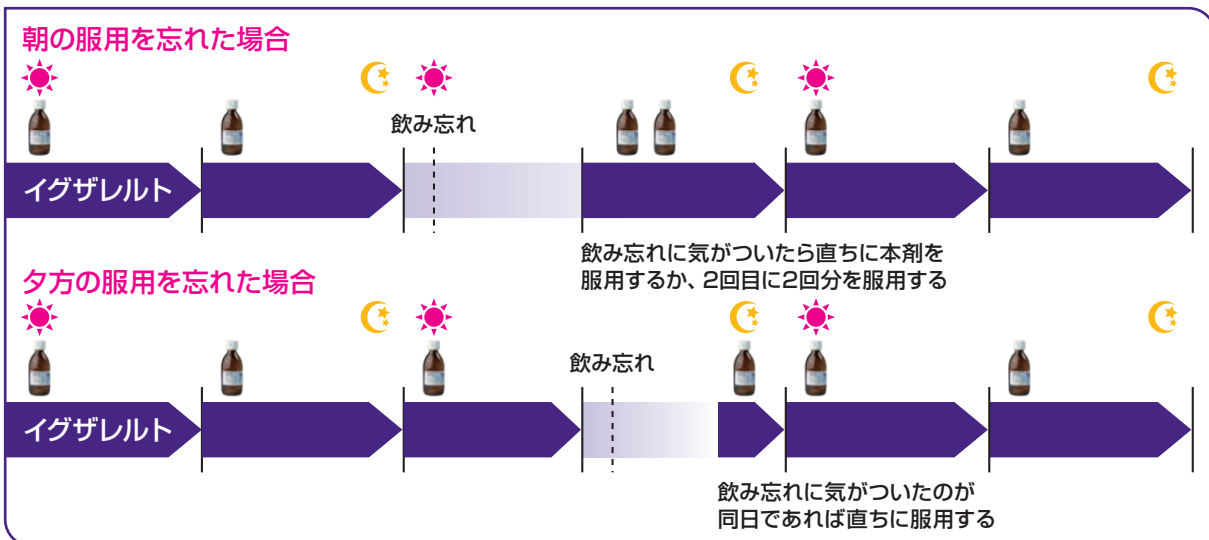 朝の服用を忘れた場合
飲み忘れ
イグザレルト
飲み忘れに気がついたら直ちに本剤を
服用するか、2回目に2回分を服用する
夕方の服用を忘れた場合
飲み忘れ
イグザレルト
飲み忘れに気がついたのが
同日であれば直ちに服用する